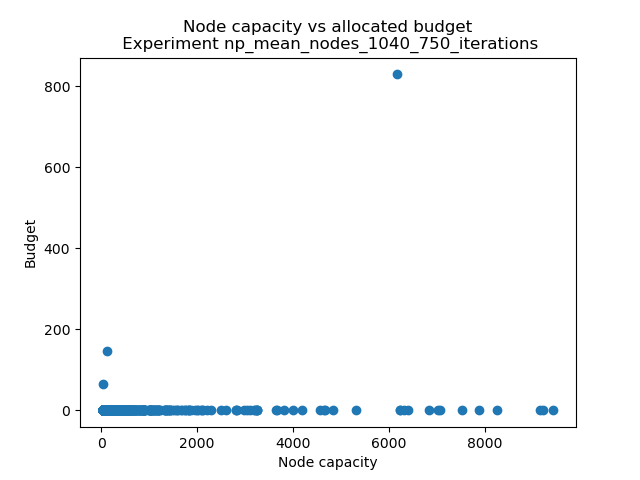 Node capacity vs allocated budget
Experiment np_mean_nodes_1040_750_iterations
800
600
400
200
0
Budget
0 2000 4000 6000 8000
Node capacity